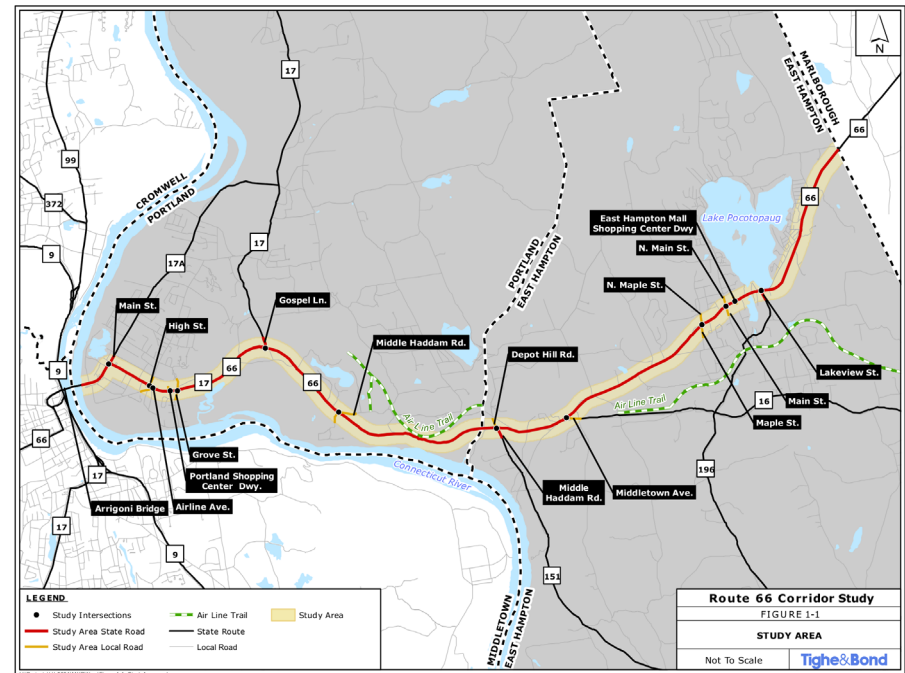 N
MARLBOROUGH
EAST HAMPTON
17
66
99
CROMWELL
PORTLAND
372
66
East Hampton Mall
Shopping Center Dwy
Lake Pocotopaug
N. Main St.
9
17
17A
PORTLAND
EAST HAMPTON
N. Maple St.
Gospel Ln.
Main St.
High St.
Middle Haddam Rd.
Depot Hill Rd.
9
66
17
66
Lakeview St.
Air Line Trail
Air Line Trail
16
Main St.
Maple St.
66
Grove St.
Portland Shopping
Center Dwy.
Connecticut River
196
17
Middle
Haddam Rd.
Middletown Ave.
Arrigoni Bridge
Airline Ave.
17
9
151
MIDDLETOWN
EAST HAMPTON
LEGEND
Study Intersections
Study Area State Road
Study Area Local Road
Air Line Trail
State Route
Local Road
Study Area
Route 66 Corridor Study
FIGURE 1-1
STUDY AREA
Not To Scale
Tighe&Bond